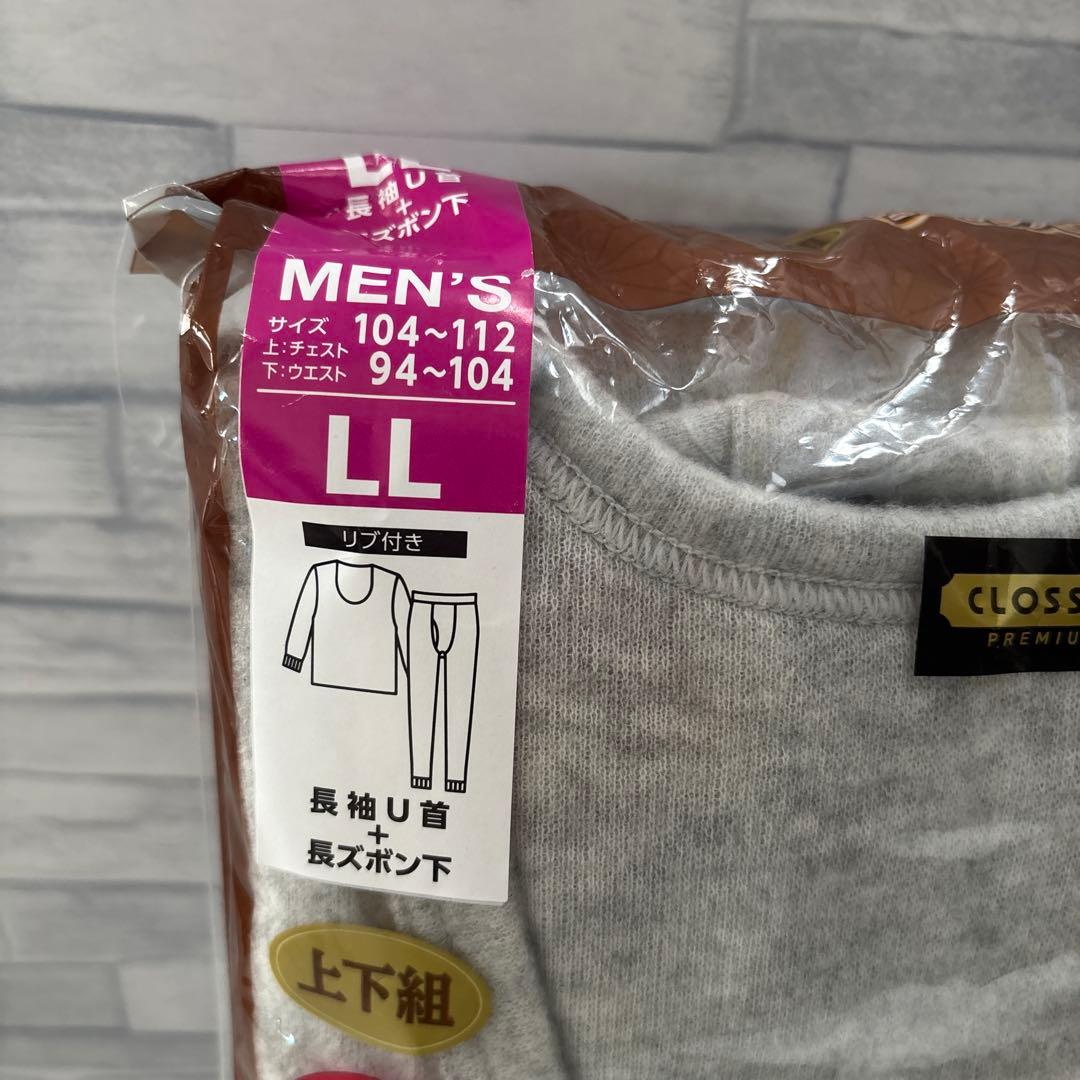 長袖U首
+
ズボン下
MEN'S
サイズ
上:チェスト 104~112
下:ウエスト 94~104
LL
リブ付き
長袖U首
+
長ズボン下
上下組